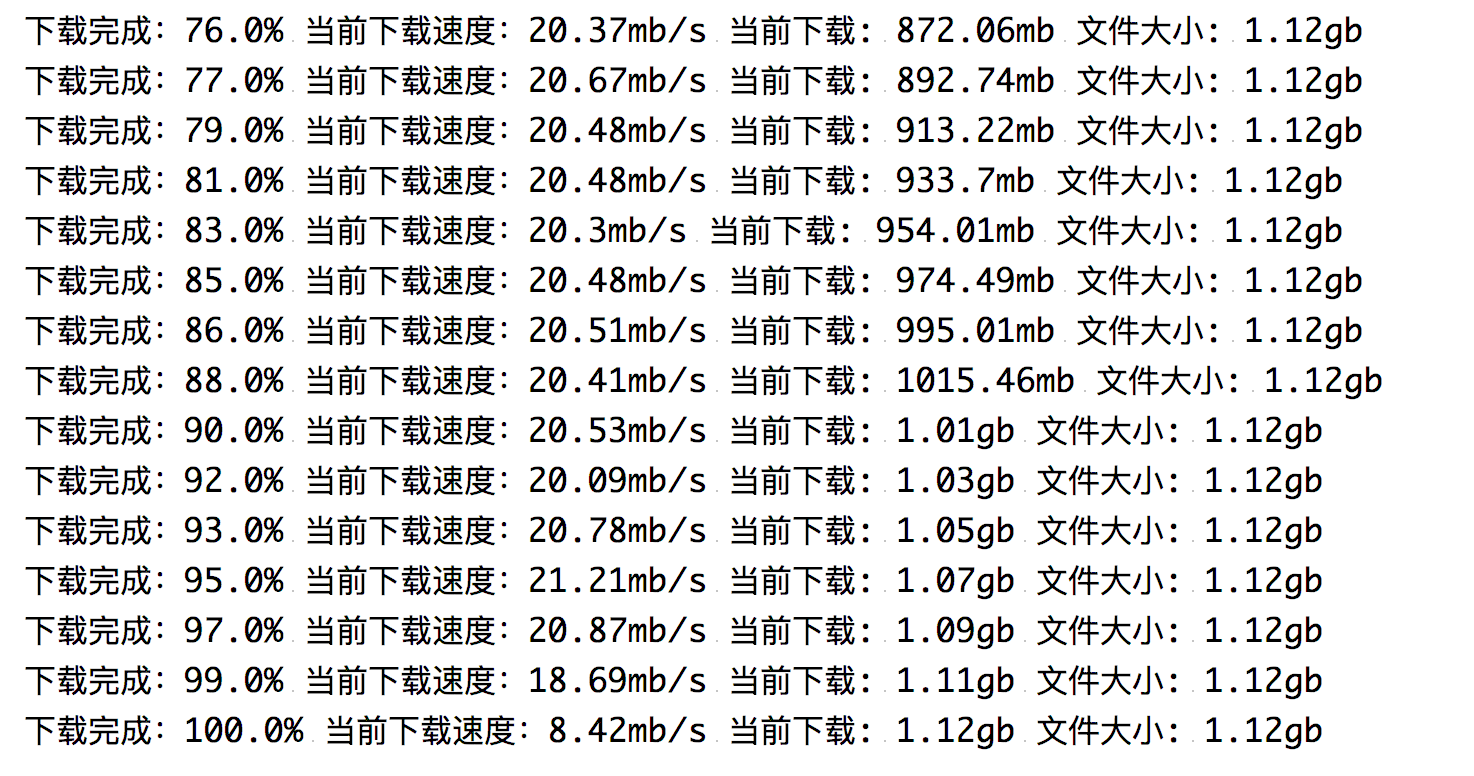 下载完成：76.0% 当前下载速度：20.37mb/s 当前下载: 872.06mb 文件大小: 1.12gb
下载完成：77.0% 当前下载速度：20.67mb/s 当前下载: 892.74mb 文件大小: 1.12gb
下载完成：79.0% 当前下载速度：20.48mb/s 当前下载: 913.22mb 文件大小: 1.12gb
下载完成：81.0% 当前下载速度：20.48mb/s 当前下载: 933.7mb 文件大小: 1.12gb
下载完成：83.0% 当前下载速度：20.3mb/s 当前下载: 954.01mb 文件大小: 1.12gb
下载完成：85.0% 当前下载速度：20.48mb/s 当前下载: 974.49mb 文件大小: 1.12gb
下载完成：86.0% 当前下载速度：20.51mb/s 当前下载: 995.01mb 文件大小: 1.12gb
下载完成：88.0% 当前下载速度：20.41mb/s 当前下载: 1015.46mb 文件大小: 1.12gb
下载完成：90.0% 当前下载速度：20.53mb/s 当前下载: 1.01gb 文件大小: 1.12gb
下载完成：92.0% 当前下载速度：20.09mb/s 当前下载: 1.03gb 文件大小: 1.12gb
下载完成：93.0% 当前下载速度：20.78mb/s 当前下载: 1.05gb 文件大小: 1.12gb
下载完成：95.0% 当前下载速度：21.21mb/s 当前下载: 1.07gb 文件大小: 1.12gb
下载完成：97.0% 当前下载速度：20.87mb/s 当前下载: 1.09gb 文件大小: 1.12gb
下载完成：99.0% 当前下载速度：18.69mb/s 当前下载: 1.11gb 文件大小: 1.12gb
下载完成：100.0% 当前下载速度：8.42mb/s 当前下载: 1.12gb 文件大小: 1.12gb